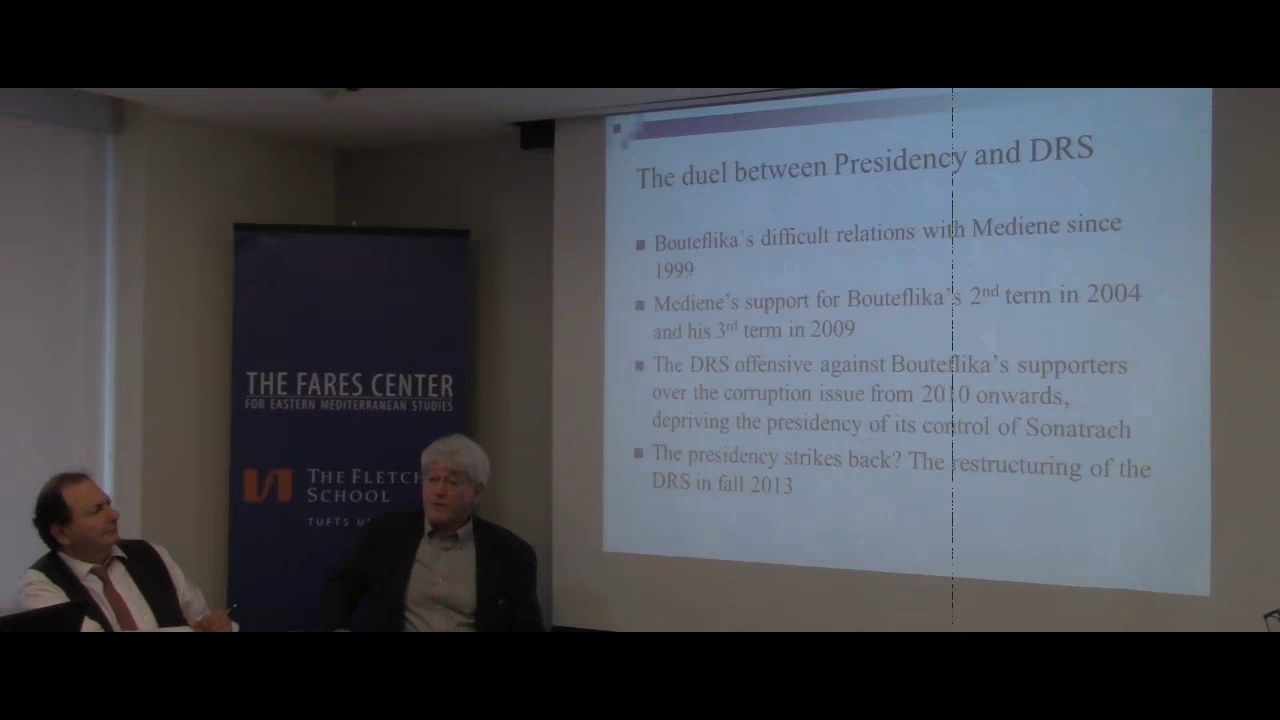 The duel between Presidency and DRS
Bouteflika's difficult relations with Mediene since
1999
Mediene's support for Bouteflika's 2nd term in 2004
and his 3rd term in 2009
The DRS offensive against Bouteflika's supporters
over the corruption issue from 2010 onwards,
depriving the presidency of its control of Sonatrach
The presidency strikes back? The restructuring of the
DRS in fall 2013
THE FARES CENTER
FOR EASTERN MEDITERRANEAN STUDIES
THE FLETCH
SCHOOL
TUFTS U